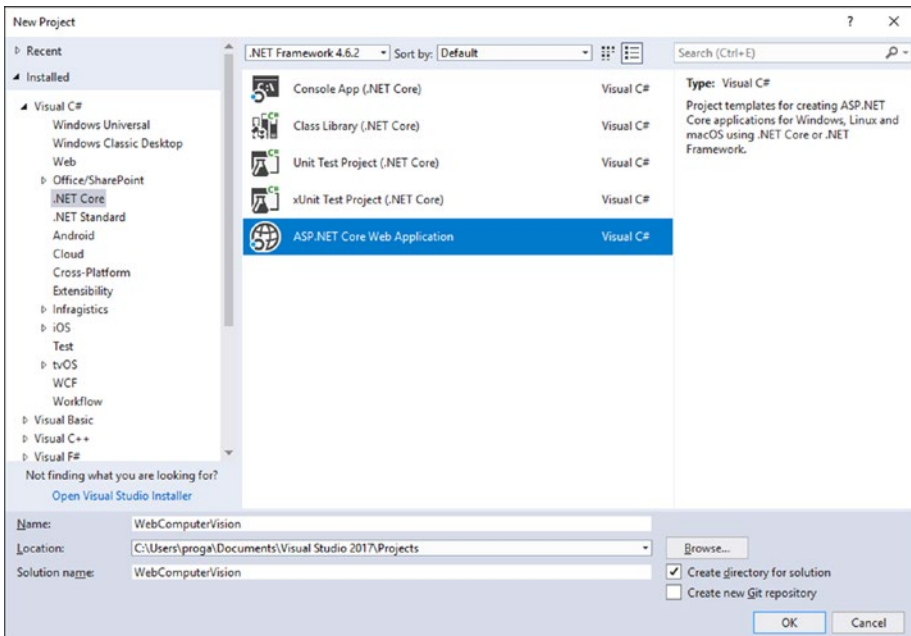 New Project
? ×
Recent
Installed
Visual C#
Windows Universal
Windows Classic Desktop
Web
Office/SharePoint
.NET Core
.NET Standard
Android
Cloud
Cross-Platform
Extensibility
Infragistics
iOS
Test
tvOS
WCF
Workflow
Visual Basic
Visual C++
Visual F#
Not finding what you are looking for?
Open Visual Studio Installer
.NET Framework 4.6.2 Sort by: Default
Console App (.NET Core) Visual C#
Class Library (.NET Core) Visual C#
Unit Test Project (.NET Core) Visual C#
xUnit Test Project (.NET Core) Visual C#
ASP.NET Core Web Application Visual C#
Search (Ctrl+E)
Type: Visual C#
Project templates for creating ASP.NET
Core applications for Windows, Linux and
macOS using .NET Core or .NET
Framework.
Name: WebComputerVision
Location: C:\Users\proga\Documents\Visual Studio 2017\Projects Browse...
Solution name: WebComputerVision
Create directory for solution
Create new Git repository
OK Cancel